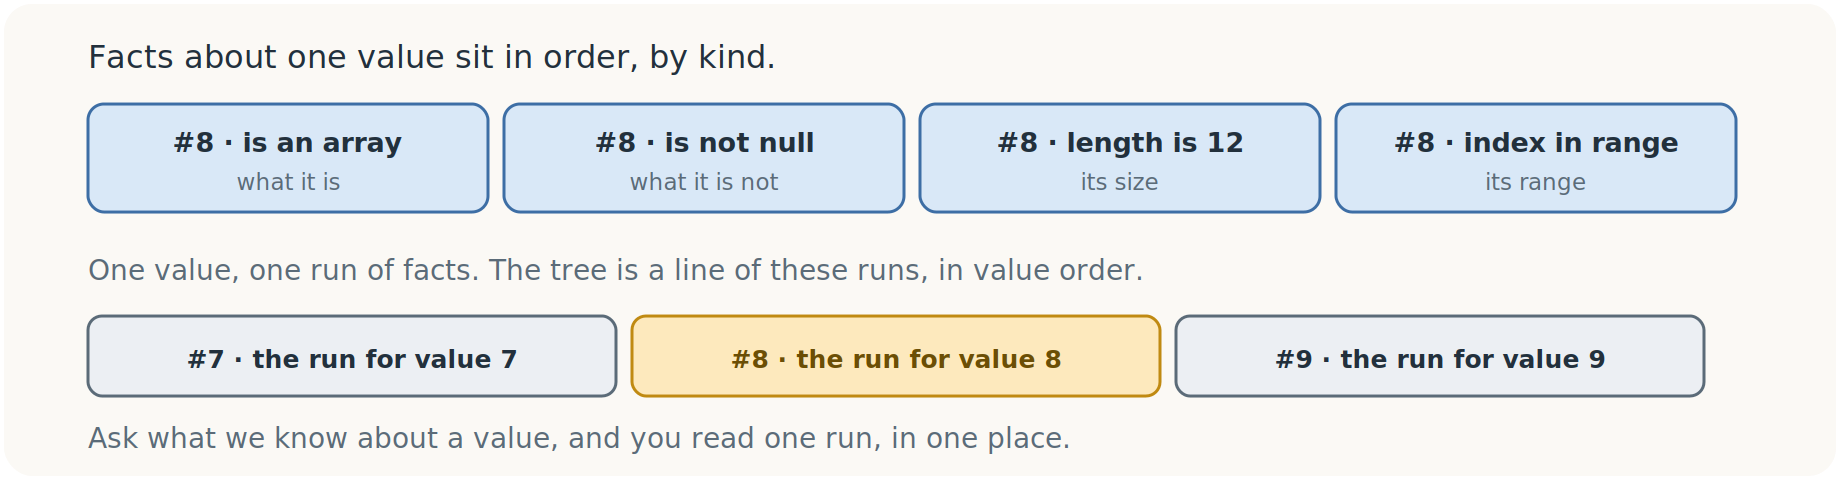 Facts about one value sit in order, by kind.
#8 · is an array
what it is
#8 · is not null
what it is not
#8 · length is 12
its size
#8 · index in range
its range
One value, one run of facts. The tree is a line of these runs, in value order.
#7 · the run for value 7
#8 · the run for value 8
#9 · the run for value 9
Ask what we know about a value, and you read one run, in one place.